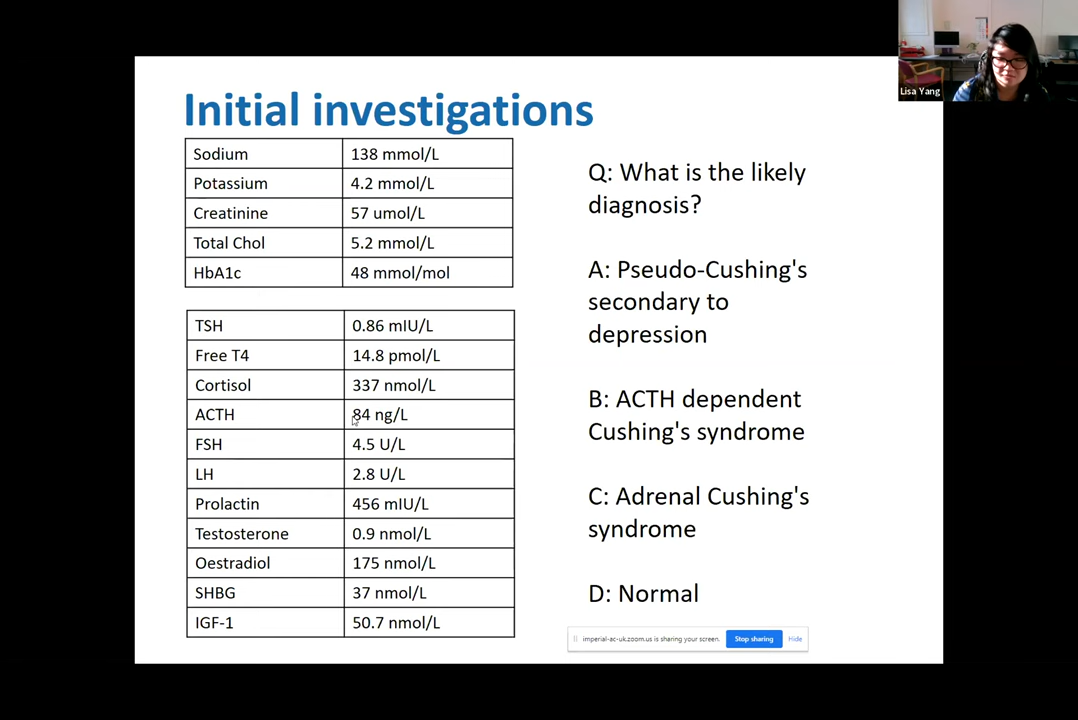 Lisa Yang
Initial investigations
Sodium 138 mmol/L
Potassium 4.2 mmol/L
Creatinine 57 umol/L
Total Chol 5.2 mmol/L
HbA1c 48 mmol/mol
TSH 0.86 mIU/L
Free T4 14.8 pmol/L
Cortisol 337 nmol/L
ACTH 84 ng/L
FSH 4.5 U/L
LH 2.8 U/L
Prolactin 456 mIU/L
Testosterone 0.9 nmol/L
Oestradiol 175 nmol/L
SHBG 37 nmol/L
IGF-1 50.7 nmol/L
Q: What is the likely
diagnosis?
A: Pseudo-Cushing's
secondary to
depression
B: ACTH dependent
Cushing's syndrome
C: Adrenal Cushing's
syndrome
D: Normal
imperial-ac-uk.zoom.us is sharing your screen. Stop sharing Hide